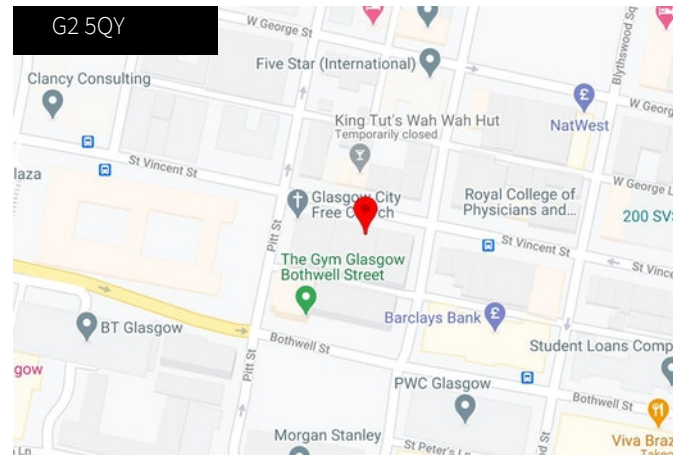 G2 5QY
W George St
Five Star (International)
Blythswood Sq
Clancy Consulting
W George
NatWest
King Tut's Wah Wah Hut
Temporarily closed
St Vincent St
laza
Glasgow City
Free Church
Royal College of
Physicians and...
W George L
200 SVS
Pitt St
St Vincent St
St Vinc
The Gym Glasgow
Bothwell Street
Barclays Bank
BT Glasgow
Bothwell St
Pitt St
Student Loans Comp
gow
PWC Glasgow
Bothwell St
Morgan Stanley
St Peter's Ln
Viva Braz
Takeo
n Ln